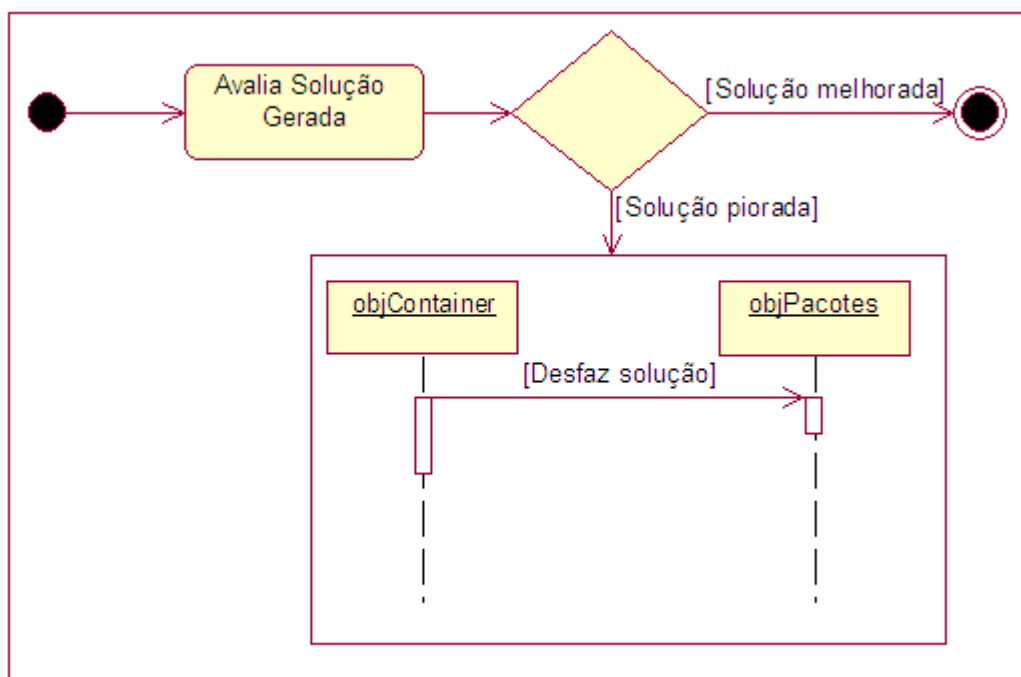 Avalia Solução
Gerada
[Solução melhorada]
[Solução piorada]
objContainer
objPacotes
[Desfaz solução]